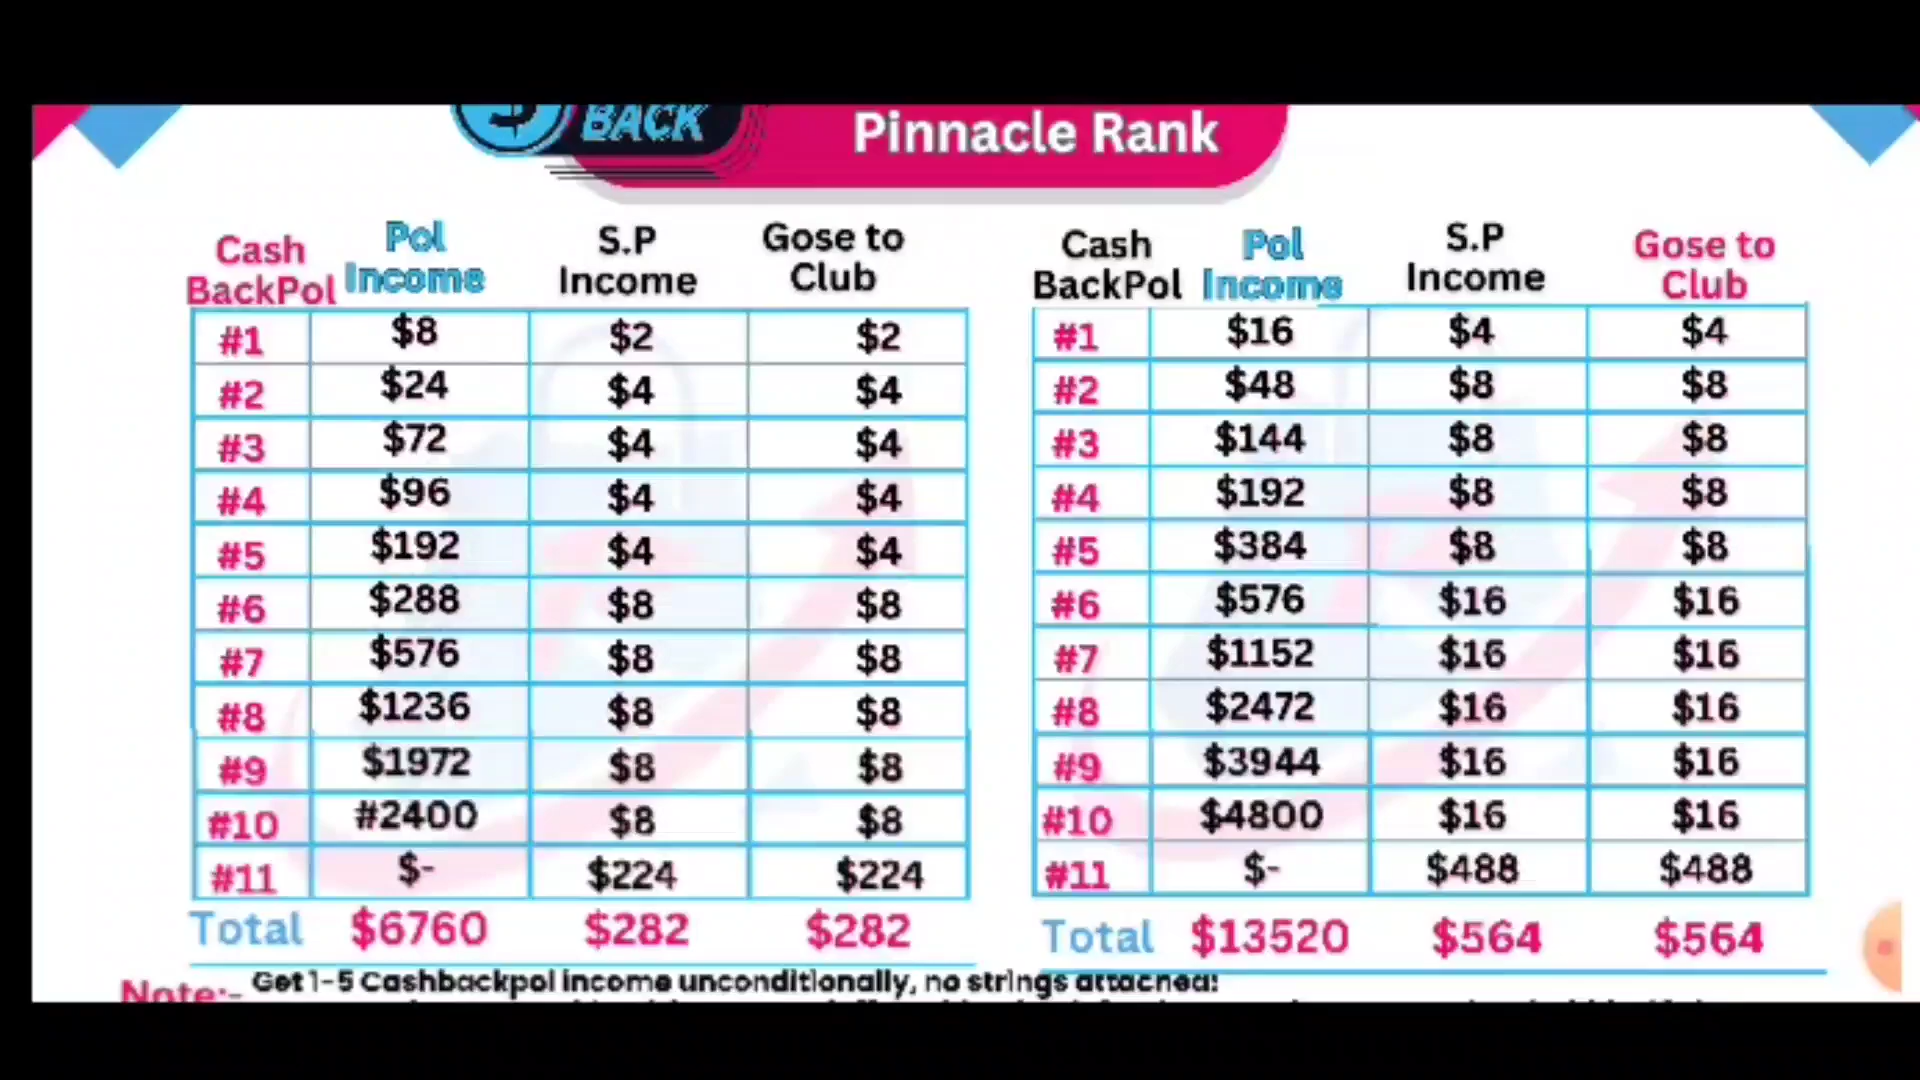 BACK
Pinnacle Rank
Cash BackPol Pol Income S.P Income Gose to Club
#1 $8 $2 $2
#2 $24 $4 $4
#3 $72 $4 $4
#4 $96 $4 $4
#5 $192 $4 $4
#6 $288 $8 $8
#7 $576 $8 $8
#8 $1236 $8 $8
#9 $1972 $8 $8
#10 #2400 $8 $8
#11 $- $224 $224
Total $6760 $282 $282
Cash BackPol Pol Income S.P Income Gose to Club
#1 $16 $4 $4
#2 $48 $8 $8
#3 $144 $8 $8
#4 $192 $8 $8
#5 $384 $8 $8
#6 $576 $16 $16
#7 $1152 $16 $16
#8 $2472 $16 $16
#9 $3944 $16 $16
#10 $4800 $16 $16
#11 $- $488 $488
Total $13520 $564 $564
Note:- Get 1-5 Cashbackpol income unconditionally, no strings attached: